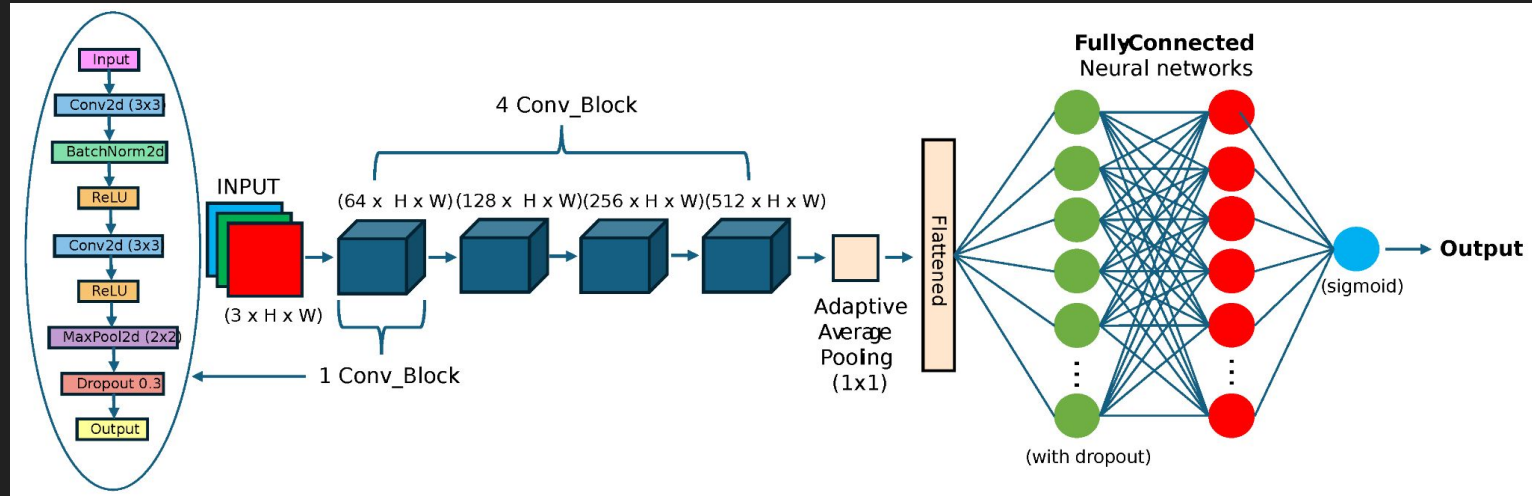 Input
Conv2d (3x3)
BatchNorm2d
ReLU
Conv2d (3x3
ReLU
MaxPool2d (2x2)
Dropout 0.3
Output
INPUT
(3 x H x W)
1 Conv_Block
4 Conv_Block
(64 x H x W)
(128 x H x W)
(256 x H x W)
(512 x H x W)
Adaptive
Average
Pooling
(1x1)
Flattened
FullyConnected
Neural networks
(with dropout)
(sigmoid)
Output